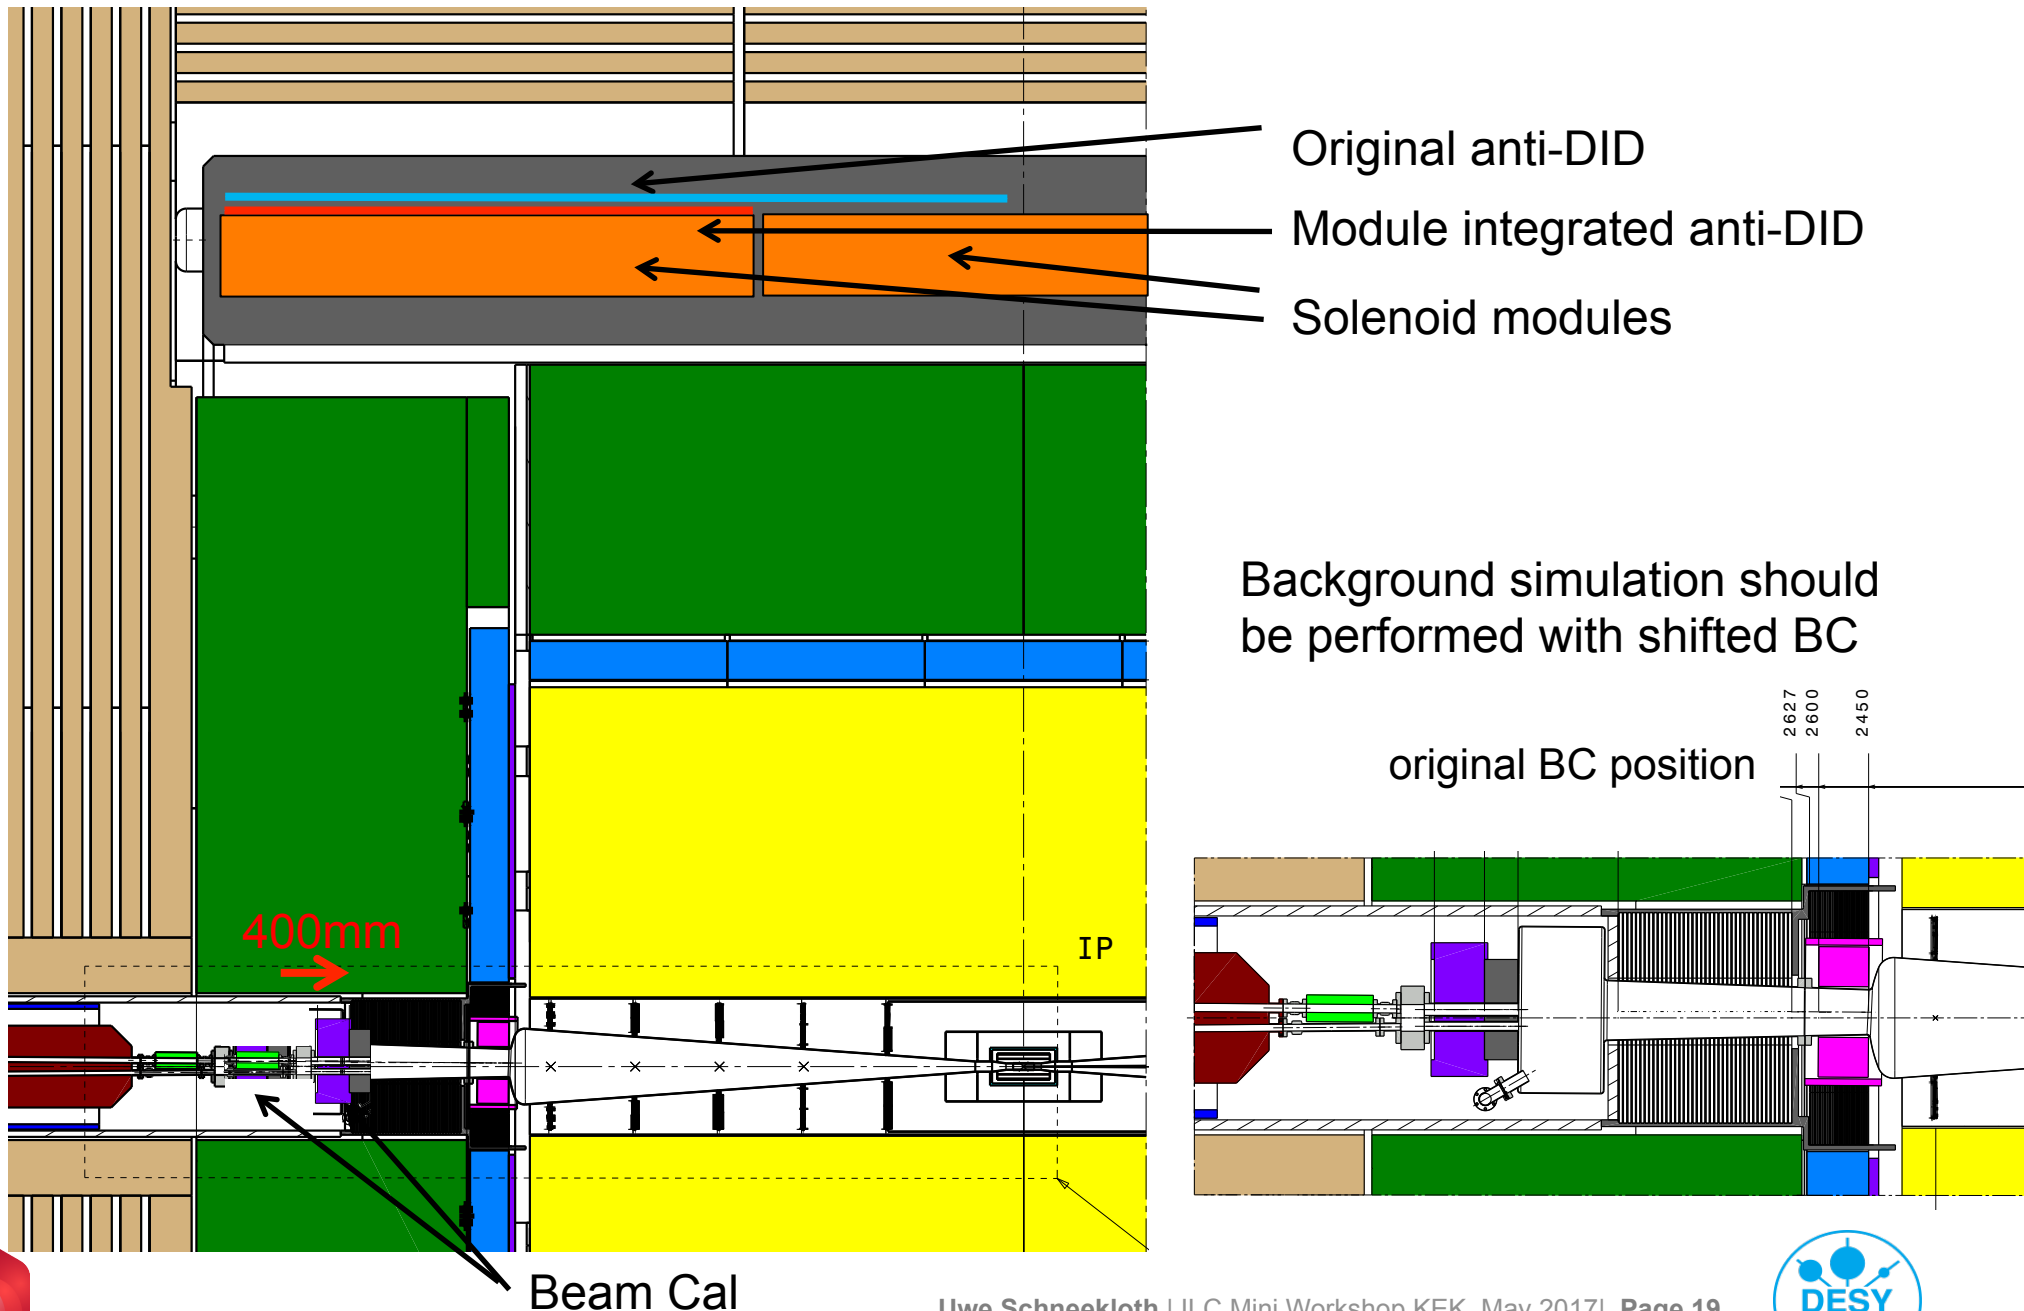 Original anti-DID
Module integrated anti-DID
Solenoid modules
Background simulation should
be performed with shifted BC
2627
2600
2450
original BC position
400mm
IP
Beam Cal
Uwe Schneekloth | ILC Mini Workshop KEK, May 2017| Page 19
DESY